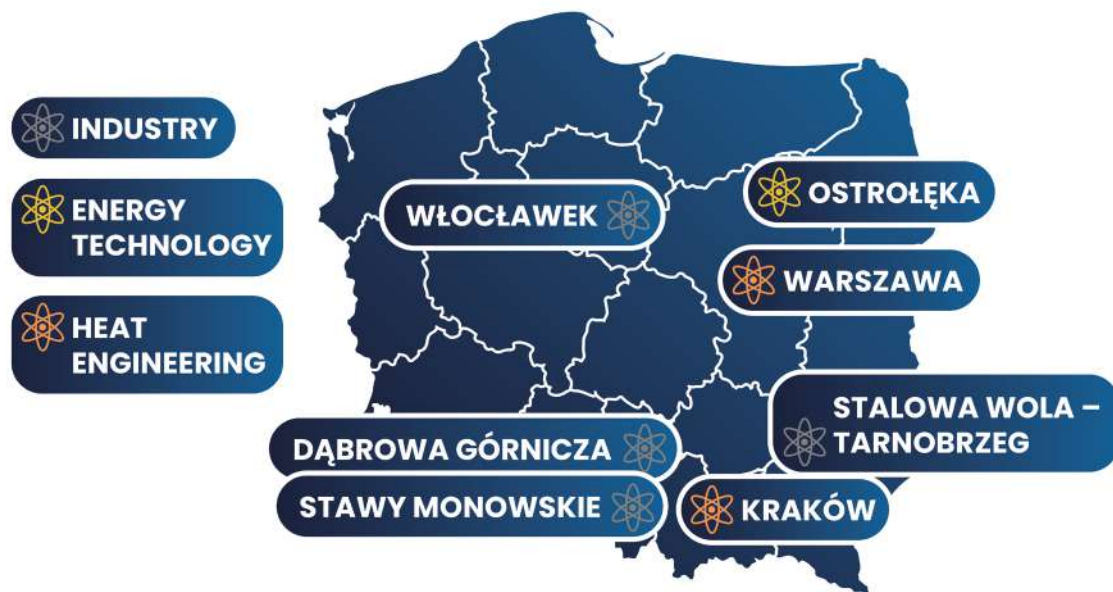 INDUSTRY
ENERGY
TECHNOLOGY
HEAT
ENGINEERING
WŁOCŁAWEK
OSTROŁĘKA
WARSZAWA
STALOWA WOLA –
TARNOBRZEG
DĄBROWA GÓRNICZA
STAWY MONOWSKIE
KRAKÓW